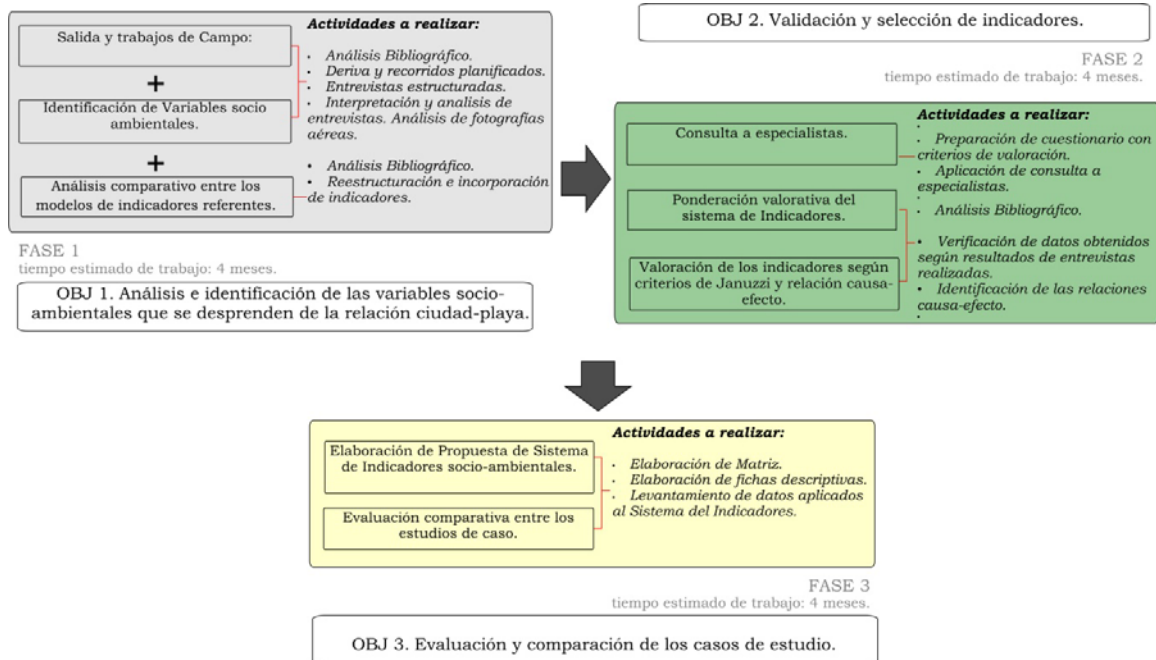 Salida y trabajos de Campo:
+
Identificación de Variables socio
ambientales.
+
Análisis comparativo entre los
modelos de indicadores referentes.
Actividades a realizar:
• Análisis Bibliográfico.
• Deriva y recorridos planificados.
• Entrevistas estructuradas.
• Interpretación y analisis de
entrevistas. Análisis de fotografías
aéreas.
• Análisis Bibliográfico.
• Reestructuración e incorporación
de indicadores.
FASE 1
tiempo estimado de trabajo: 4 meses.
OBJ 1. Análisis e identificación de las variables socio-
ambientales que se desprenden de la relación ciudad-playa.
OBJ 2. Validación y selección de indicadores.
FASE 2
tiempo estimado de trabajo: 4 meses.
Consulta a especialistas.
Ponderación valorativa del
sistema de Indicadores.
Valoración de los indicadores según
criterios de Januzzi y relación causa-
efecto.
Actividades a realizar:
• Preparación de cuestionario con
criterios de valoración.
• Aplicación de consulta a
especialistas.
• Análisis Bibliográfico.
• Verificación de datos obtenidos
según resultados de entrevistas
realizadas.
• Identificación de las relaciones
causa-efecto.
Elaboración de Propuesta de Sistema
de Indicadores socio-ambientales.
Evaluación comparativa entre los
estudios de caso.
Actividades a realizar:
• Elaboración de Matriz.
• Elaboración de fichas descriptivas.
• Levantamiento de datos aplicados
al Sistema del Indicadores.
FASE 3
tiempo estimado de trabajo: 4 meses.
OBJ 3. Evaluación y comparación de los casos de estudio.